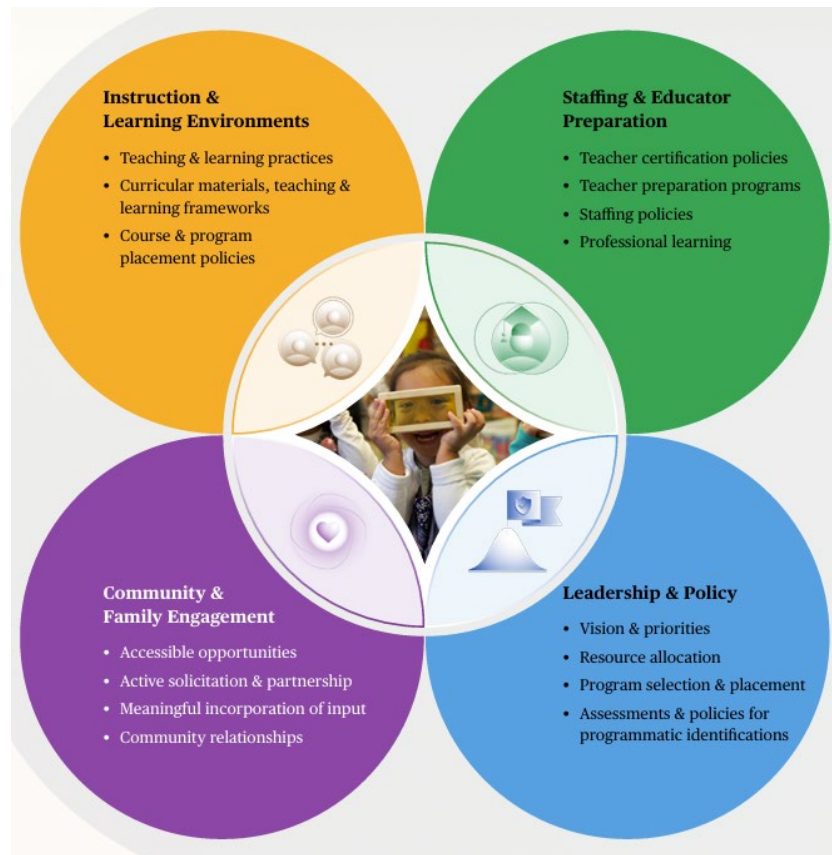 Instruction &
Learning Environments
• Teaching & learning practices
• Curricular materials, teaching &
learning frameworks
• Course & program
placement policies
Staffing & Educator
Preparation
• Teacher certification policies
• Teacher preparation programs
• Staffing policies
• Professional learning
Community &
Family Engagement
• Accessible opportunities
• Active solicitation & partnership
• Meaningful incorporation of input
• Community relationships
Leadership & Policy
• Vision & priorities
• Resource allocation
• Program selection & placement
• Assessments & policies for
programmatic identifications